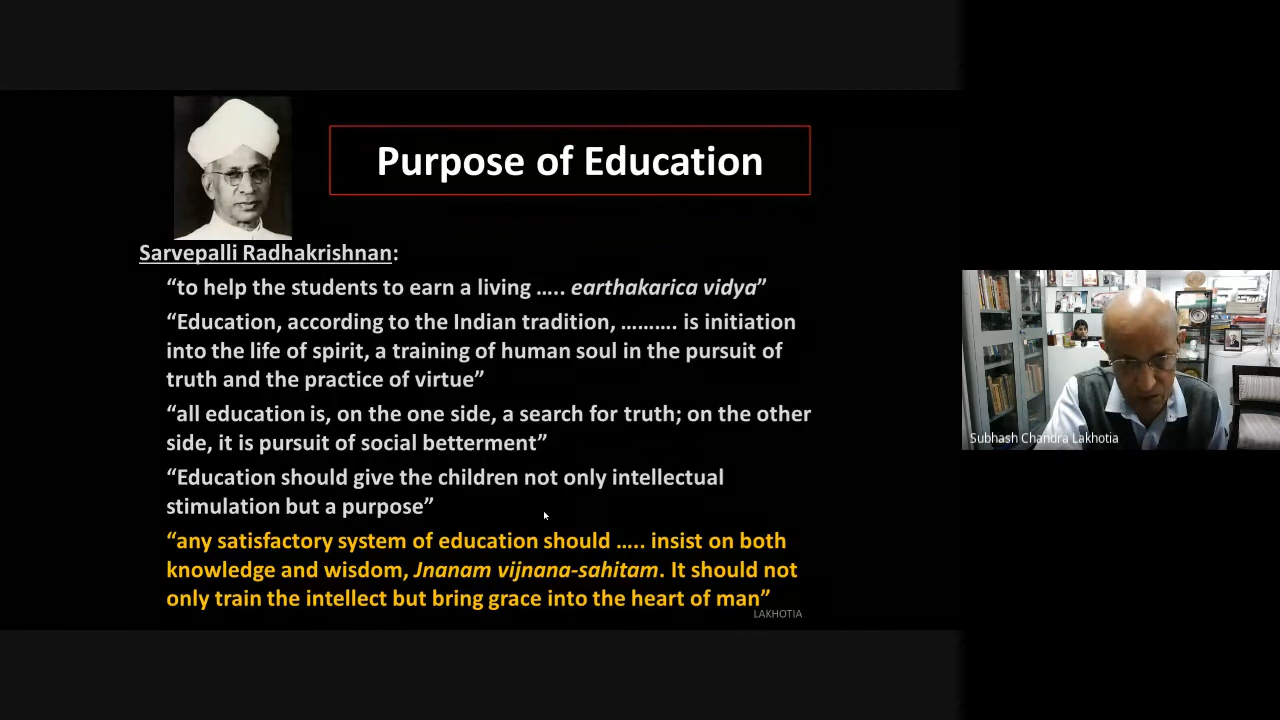 Purpose of Education
Sarvepalli Radhakrishnan:
“to help the students to earn a living ….. earthakarica vidya”
“Education, according to the Indian tradition, ………. is initiation
into the life of spirit, a training of human soul in the pursuit of
truth and the practice of virtue”
“all education is, on the one side, a search for truth; on the other
side, it is pursuit of social betterment”
“Education should give the children not only intellectual
stimulation but a purpose”
“any satisfactory system of education should ….. insist on both
knowledge and wisdom, Jnanam vijnana-sahitam. It should not
only train the intellect but bring grace into the heart of man”
LAKHOTIA
Subhash Chandra Lakhotia